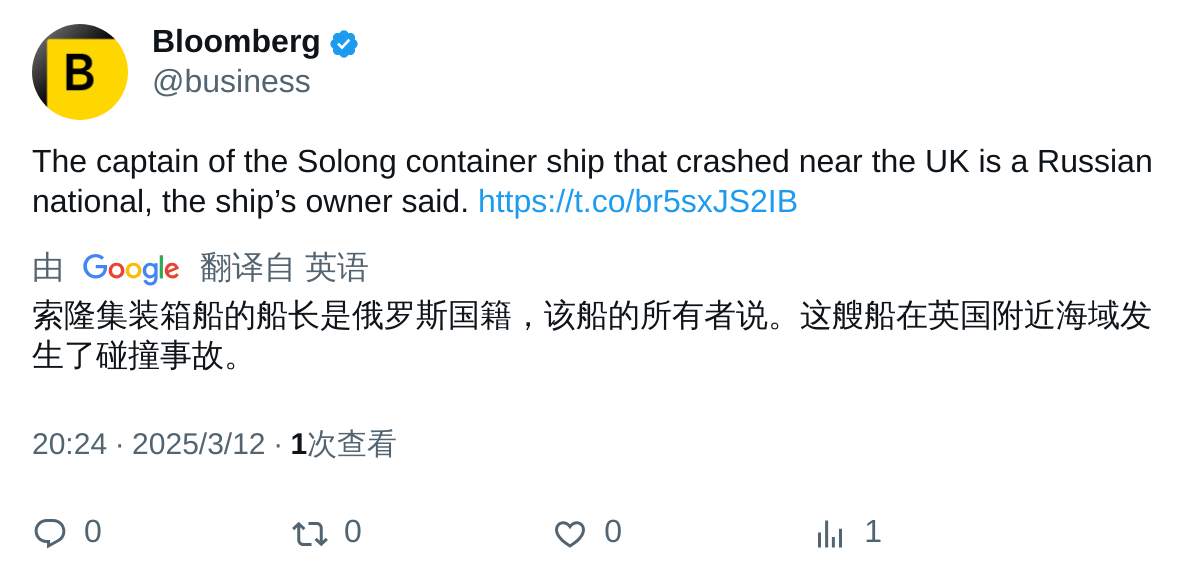 B
Bloomberg
@business
The captain of the Solong container ship that crashed near the UK is a Russian
national, the ship’s owner said. https://t.co/br5sxJS2IB
由 Google 翻译自 英语
索隆集装箱船的船长是俄罗斯国籍，该船的所有者说。这艘船在英国附近海域发
生了碰撞事故。
20:24 · 2025/3/12 · 1次查看
0 0 0 1